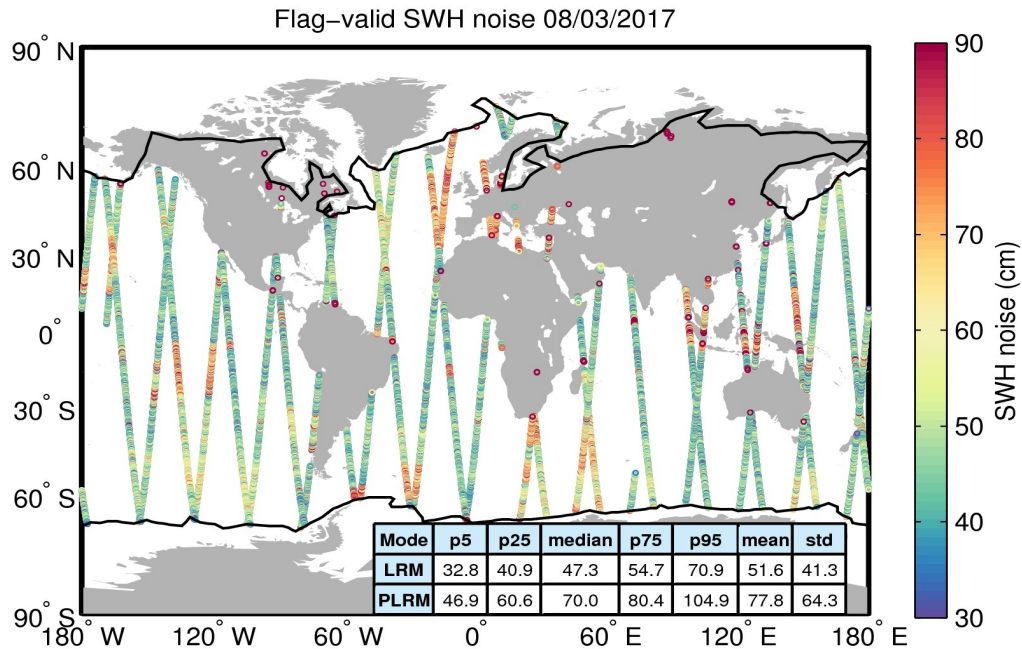 Flag−valid SWH noise 08/03/2017
90° N
60° N
30° N
0°
30° S
60° S
90° S
180° W
120° W
60° W
0°
60° E
120° E
180° E
90
80
70
60
50
40
30
SWH noise (cm)
Mode p5 p25 median p75 p95 mean std
LRM 32.8 40.9 47.3 54.7 70.9 51.6 41.3
PLRM 46.9 60.6 70.0 80.4 104.9 77.8 64.3